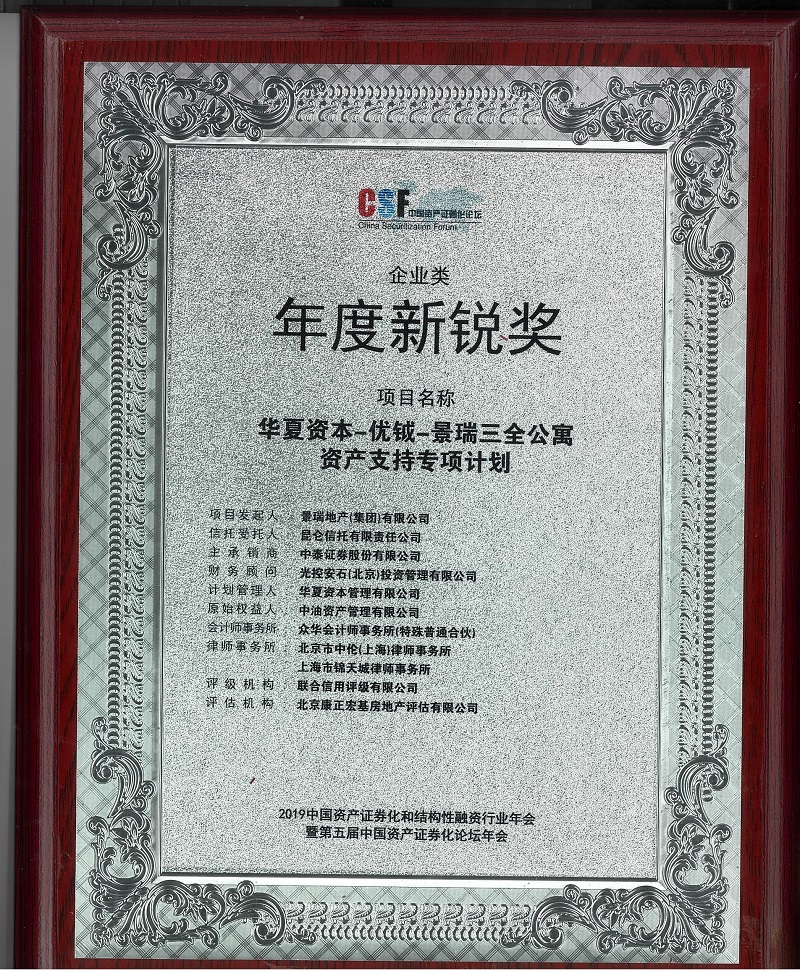 CSF 中国资产证券化论坛
China Securitization Forum
企业类
年度新锐奖
项目名称
华夏资本-优钺-景瑞三全公寓
资产支持专项计划
项目发起人: 景瑞地产(集团)有限公司
信托受托人: 昆仑信托有限责任公司
主承销商: 中泰证券股份有限公司
财务顾问: 光控安石(北京)投资管理有限公司
计划管理人: 华夏资本管理有限公司
原始权益人: 中油资产管理有限公司
会计师事务所: 众华会计师事务所(特殊普通合伙)
律师事务所: 北京市中伦(上海)律师事务所
上海市锦天城律师事务所
评级机构: 联合信用评级有限公司
评估机构: 北京康正宏基房地产评估有限公司
2019中国资产证券化和结构性融资行业年会
暨第五届中国资产证券化论坛年会